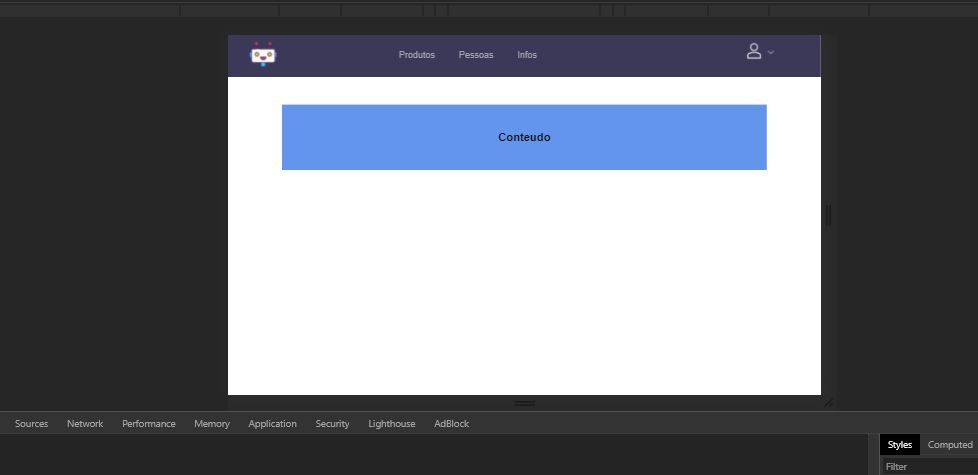 Produtos Pessoas Infos
Conteudo
Sources Network Performance Memory Application Security Lighthouse AdBlock
Styles Computed
Filter